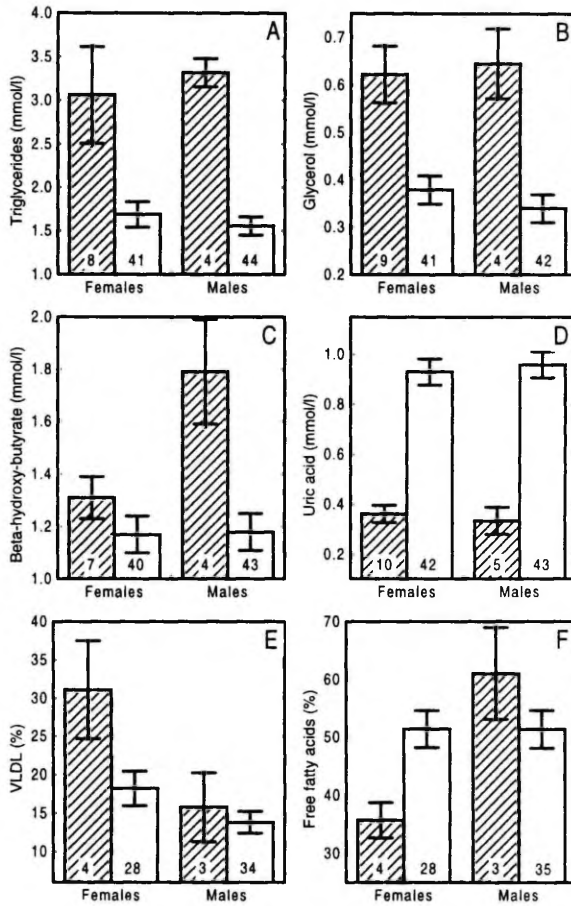 A
Triglycerides (mmol/l)
4.0
3.5
3.0
2.5
2.0
1.5
1.0
8 41 4 44
Females Males
B
Glycerol (mmol/l)
0.7
0.6
0.5
0.4
0.3
0.2
9 41 4 42
Females Males
C
Beta-hydroxy-butyrate (mmol/l)
2.0
1.8
1.6
1.4
1.2
1.0
7 40 4 43
Females Males
D
Uric acid (mmol/l)
1.0
0.8
0.6
0.4
0.2
10 42 5 43
Females Males
E
VLDL (%)
40
35
30
25
20
15
10
4 28 3 34
Females Males
F
Free fatty acids (%)
70
60
50
40
30
4 28 3 35
Females Males